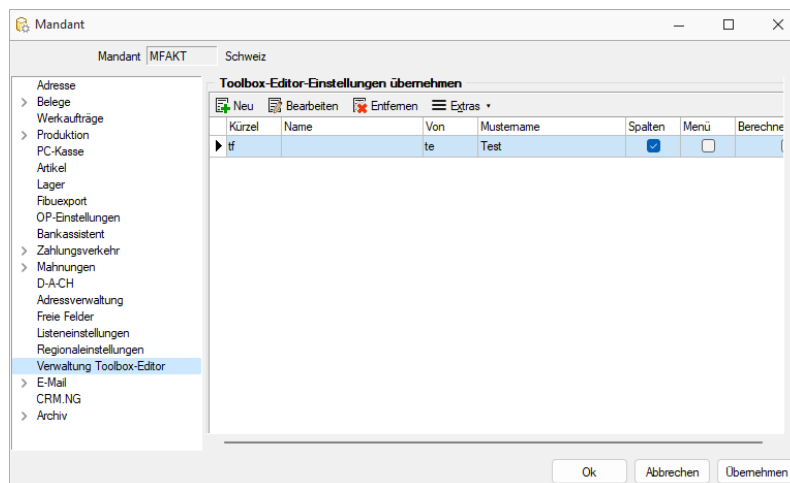 Mandant
Mandant MFAKT Schweiz
Adresse
Belege
Werkaufträge
Produktion
PC-Kasse
Artikel
Lager
Fibuexport
OP-Einstellungen
Bankassistent
Zahlungsverkehr
Mahnungen
D-A-CH
Adressverwaltung
Freie Felder
Listeneinstellungen
Regionaleinstellungen
Verwaltung Toolbox-Editor
E-Mail
CRM.NG
Archiv
Toolbox-Editor-Einstellungen übernehmen
Neu Bearbeiten Entfernen Extras
Kürzel Name Von Mustername Spalten Menü Berechne
tf te Test
Ok Abbrechen Übernehmen